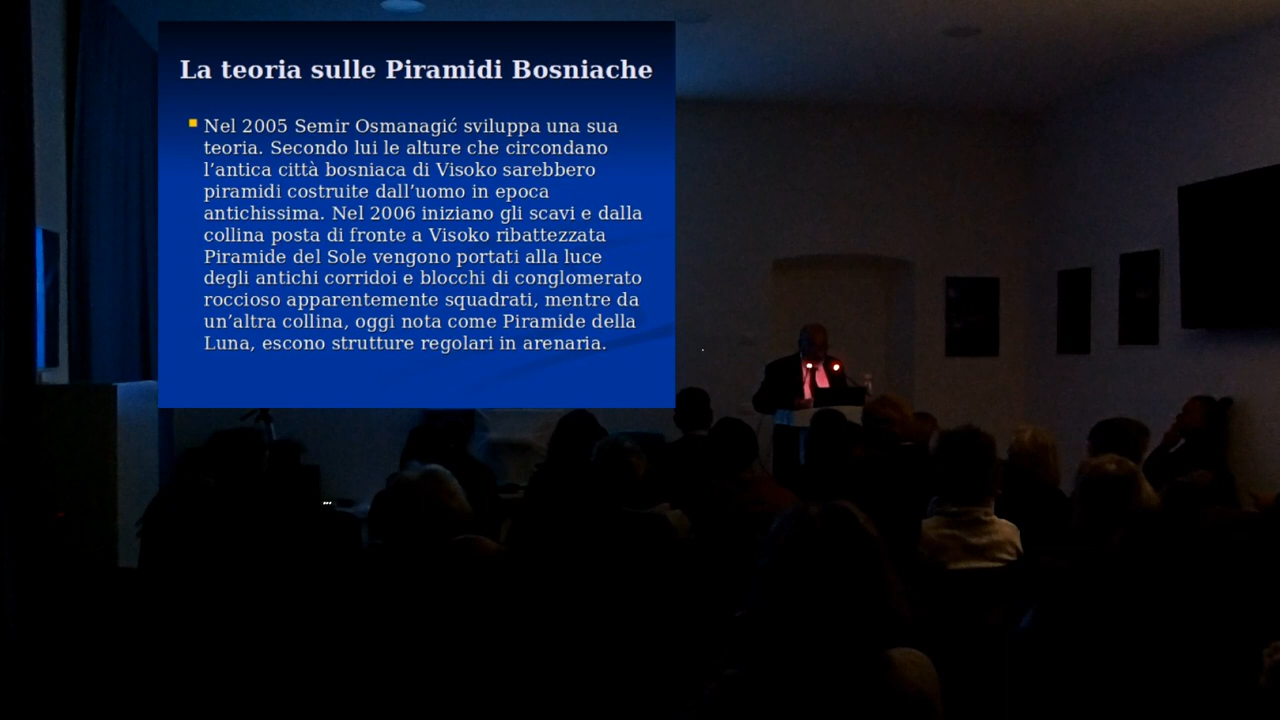 La teoria sulle Piramidi Bosniache
Nel 2005 Semir Osmanagić sviluppa una sua
teoria. Secondo lui le alture che circondano
l’antica città bosniaca di Visoko sarebbero
piramidi costruite dall’uomo in epoca
antichissima. Nel 2006 iniziano gli scavi e dalla
collina posta di fronte a Visoko ribattezzata
Piramide del Sole vengono portati alla luce
degli antichi corridoi e blocchi di conglomerato
roccioso apparentemente squadrati, mentre da
un’altra collina, oggi nota come Piramide della
Luna, escono strutture regolari in arenaria.